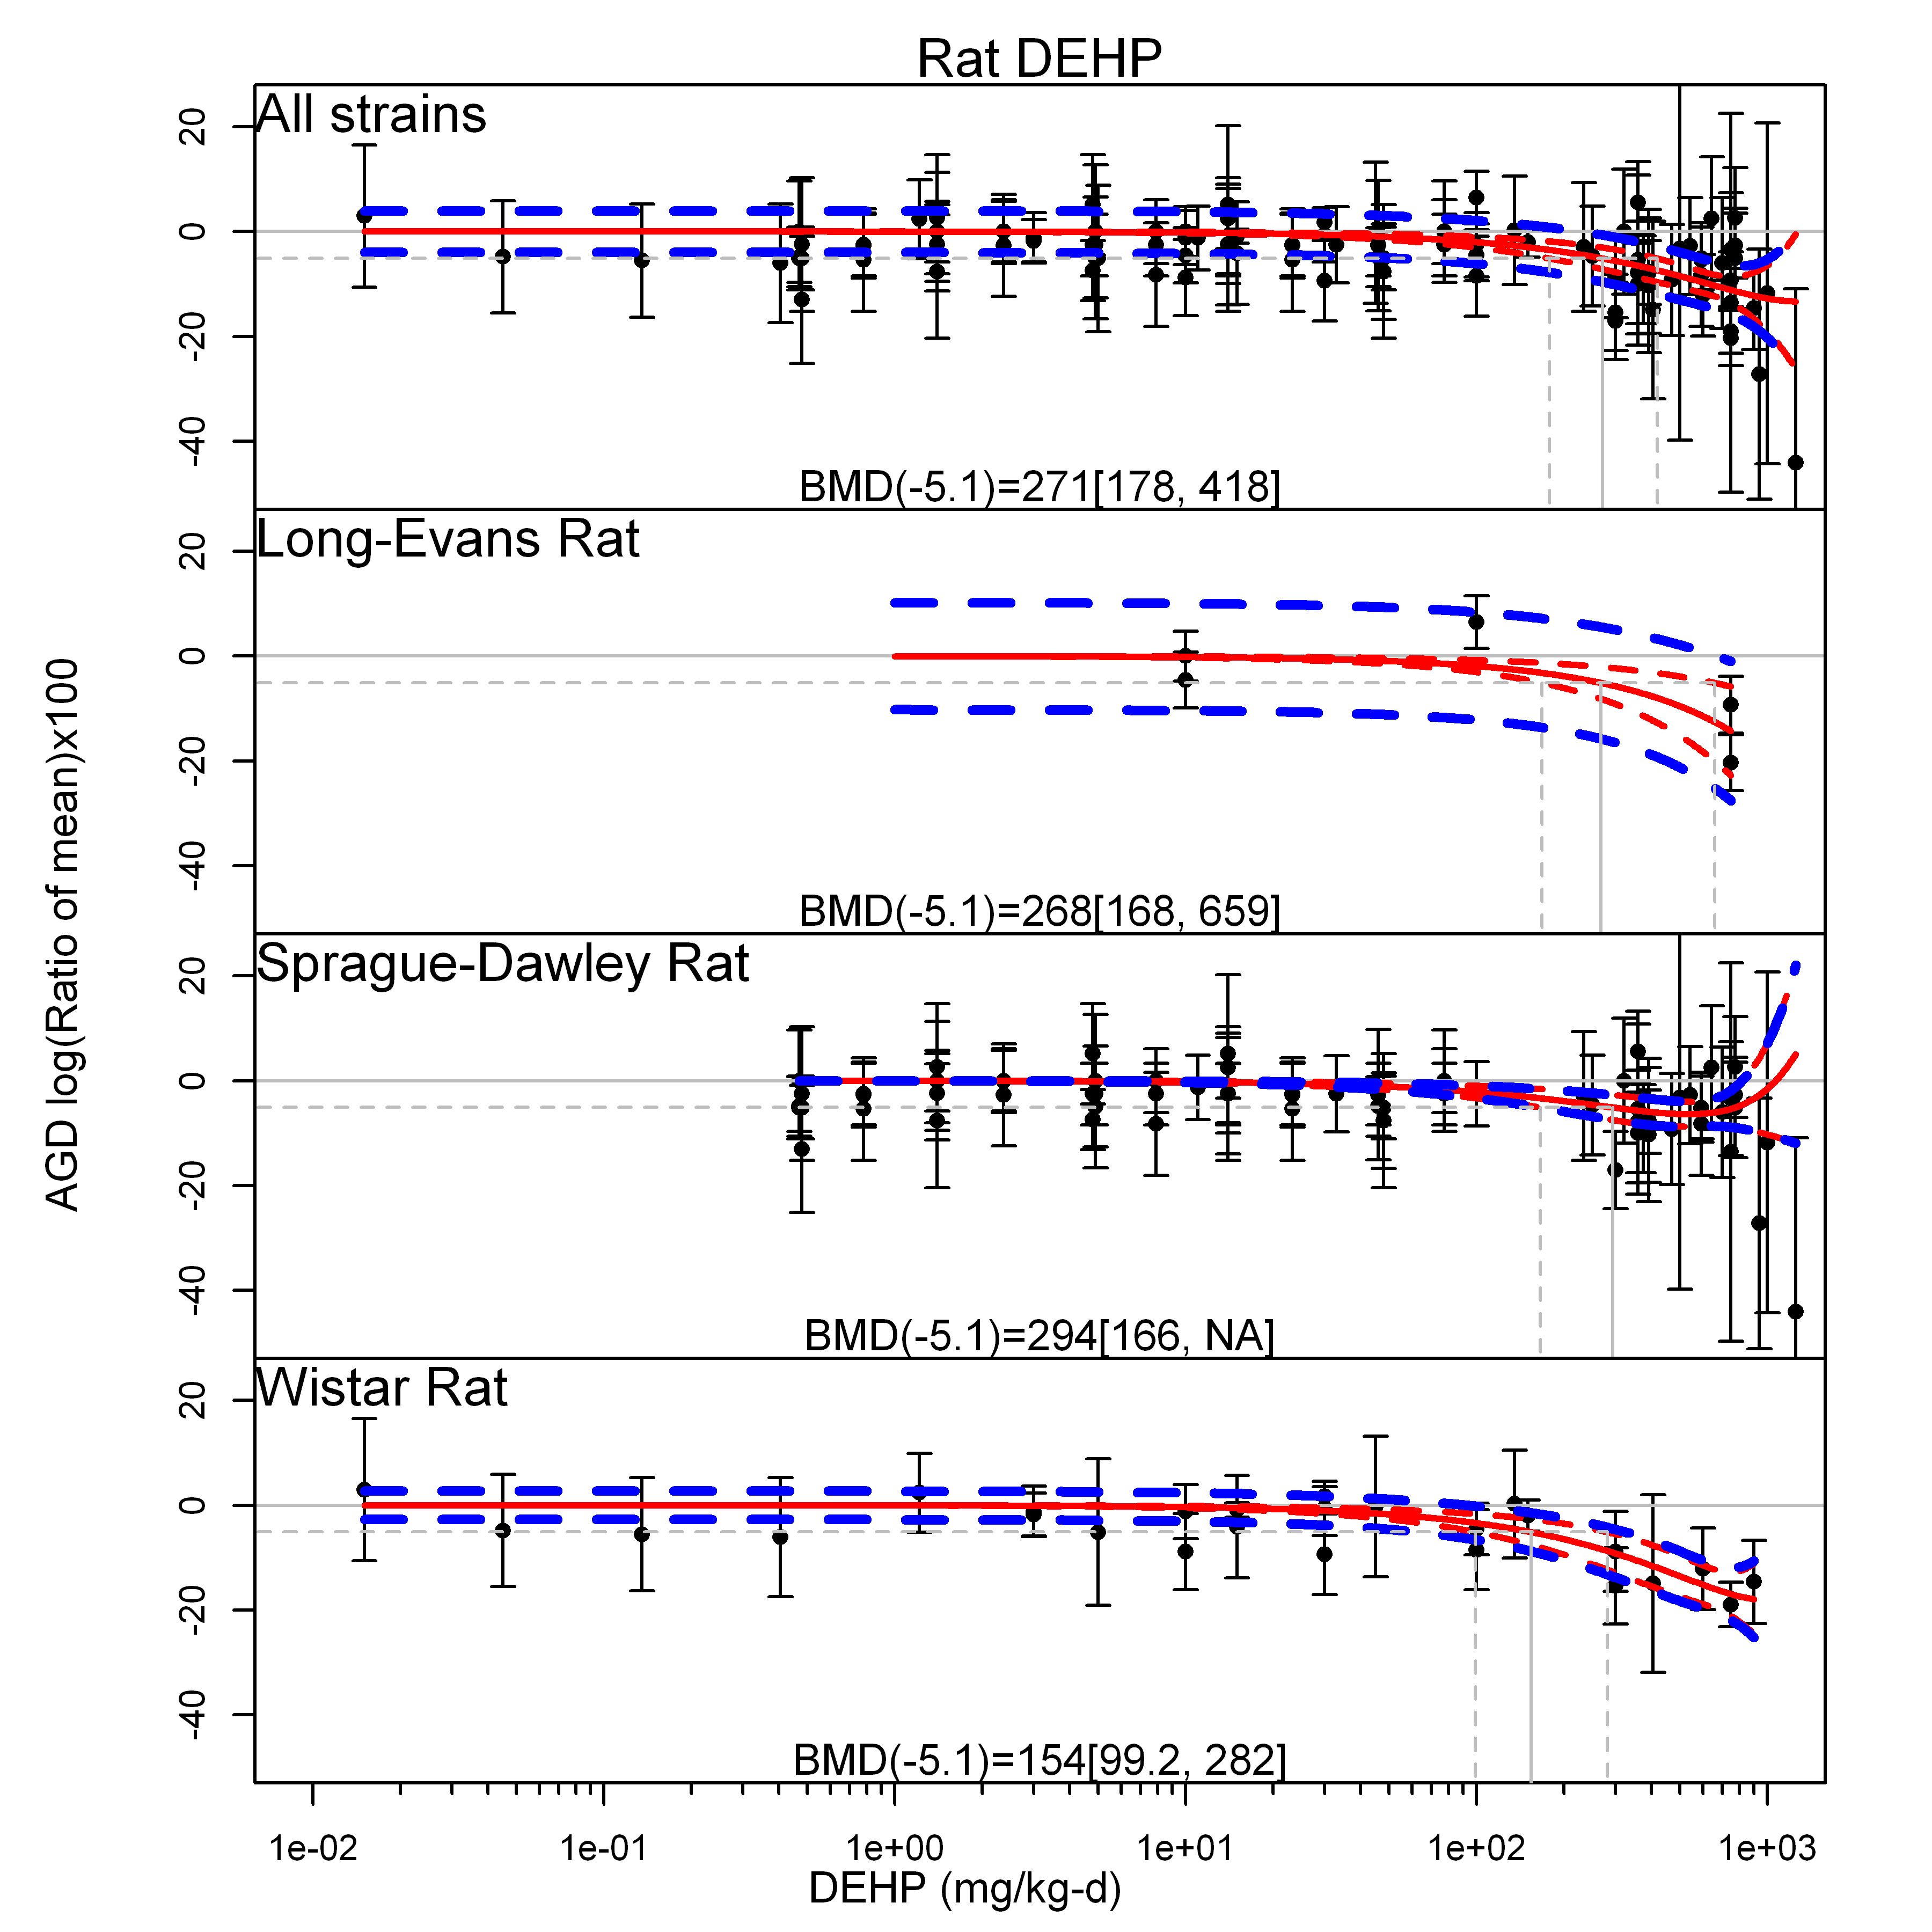 Rat DEHP
All strains
20
0
-20
-40
BMD(-5.1)=271[178, 418]
Long-Evans Rat
20
0
-20
-40
BMD(-5.1)=268[168, 659]
Sprague-Dawley Rat
20
0
-20
-40
BMD(-5.1)=294[166, NA]
Wistar Rat
20
0
-20
-40
BMD(-5.1)=154[99.2, 282]
AGD log(Ratio of mean)x100
1e-02 1e-01 1e+00 1e+01 1e+02 1e+03
DEHP (mg/kg-d)